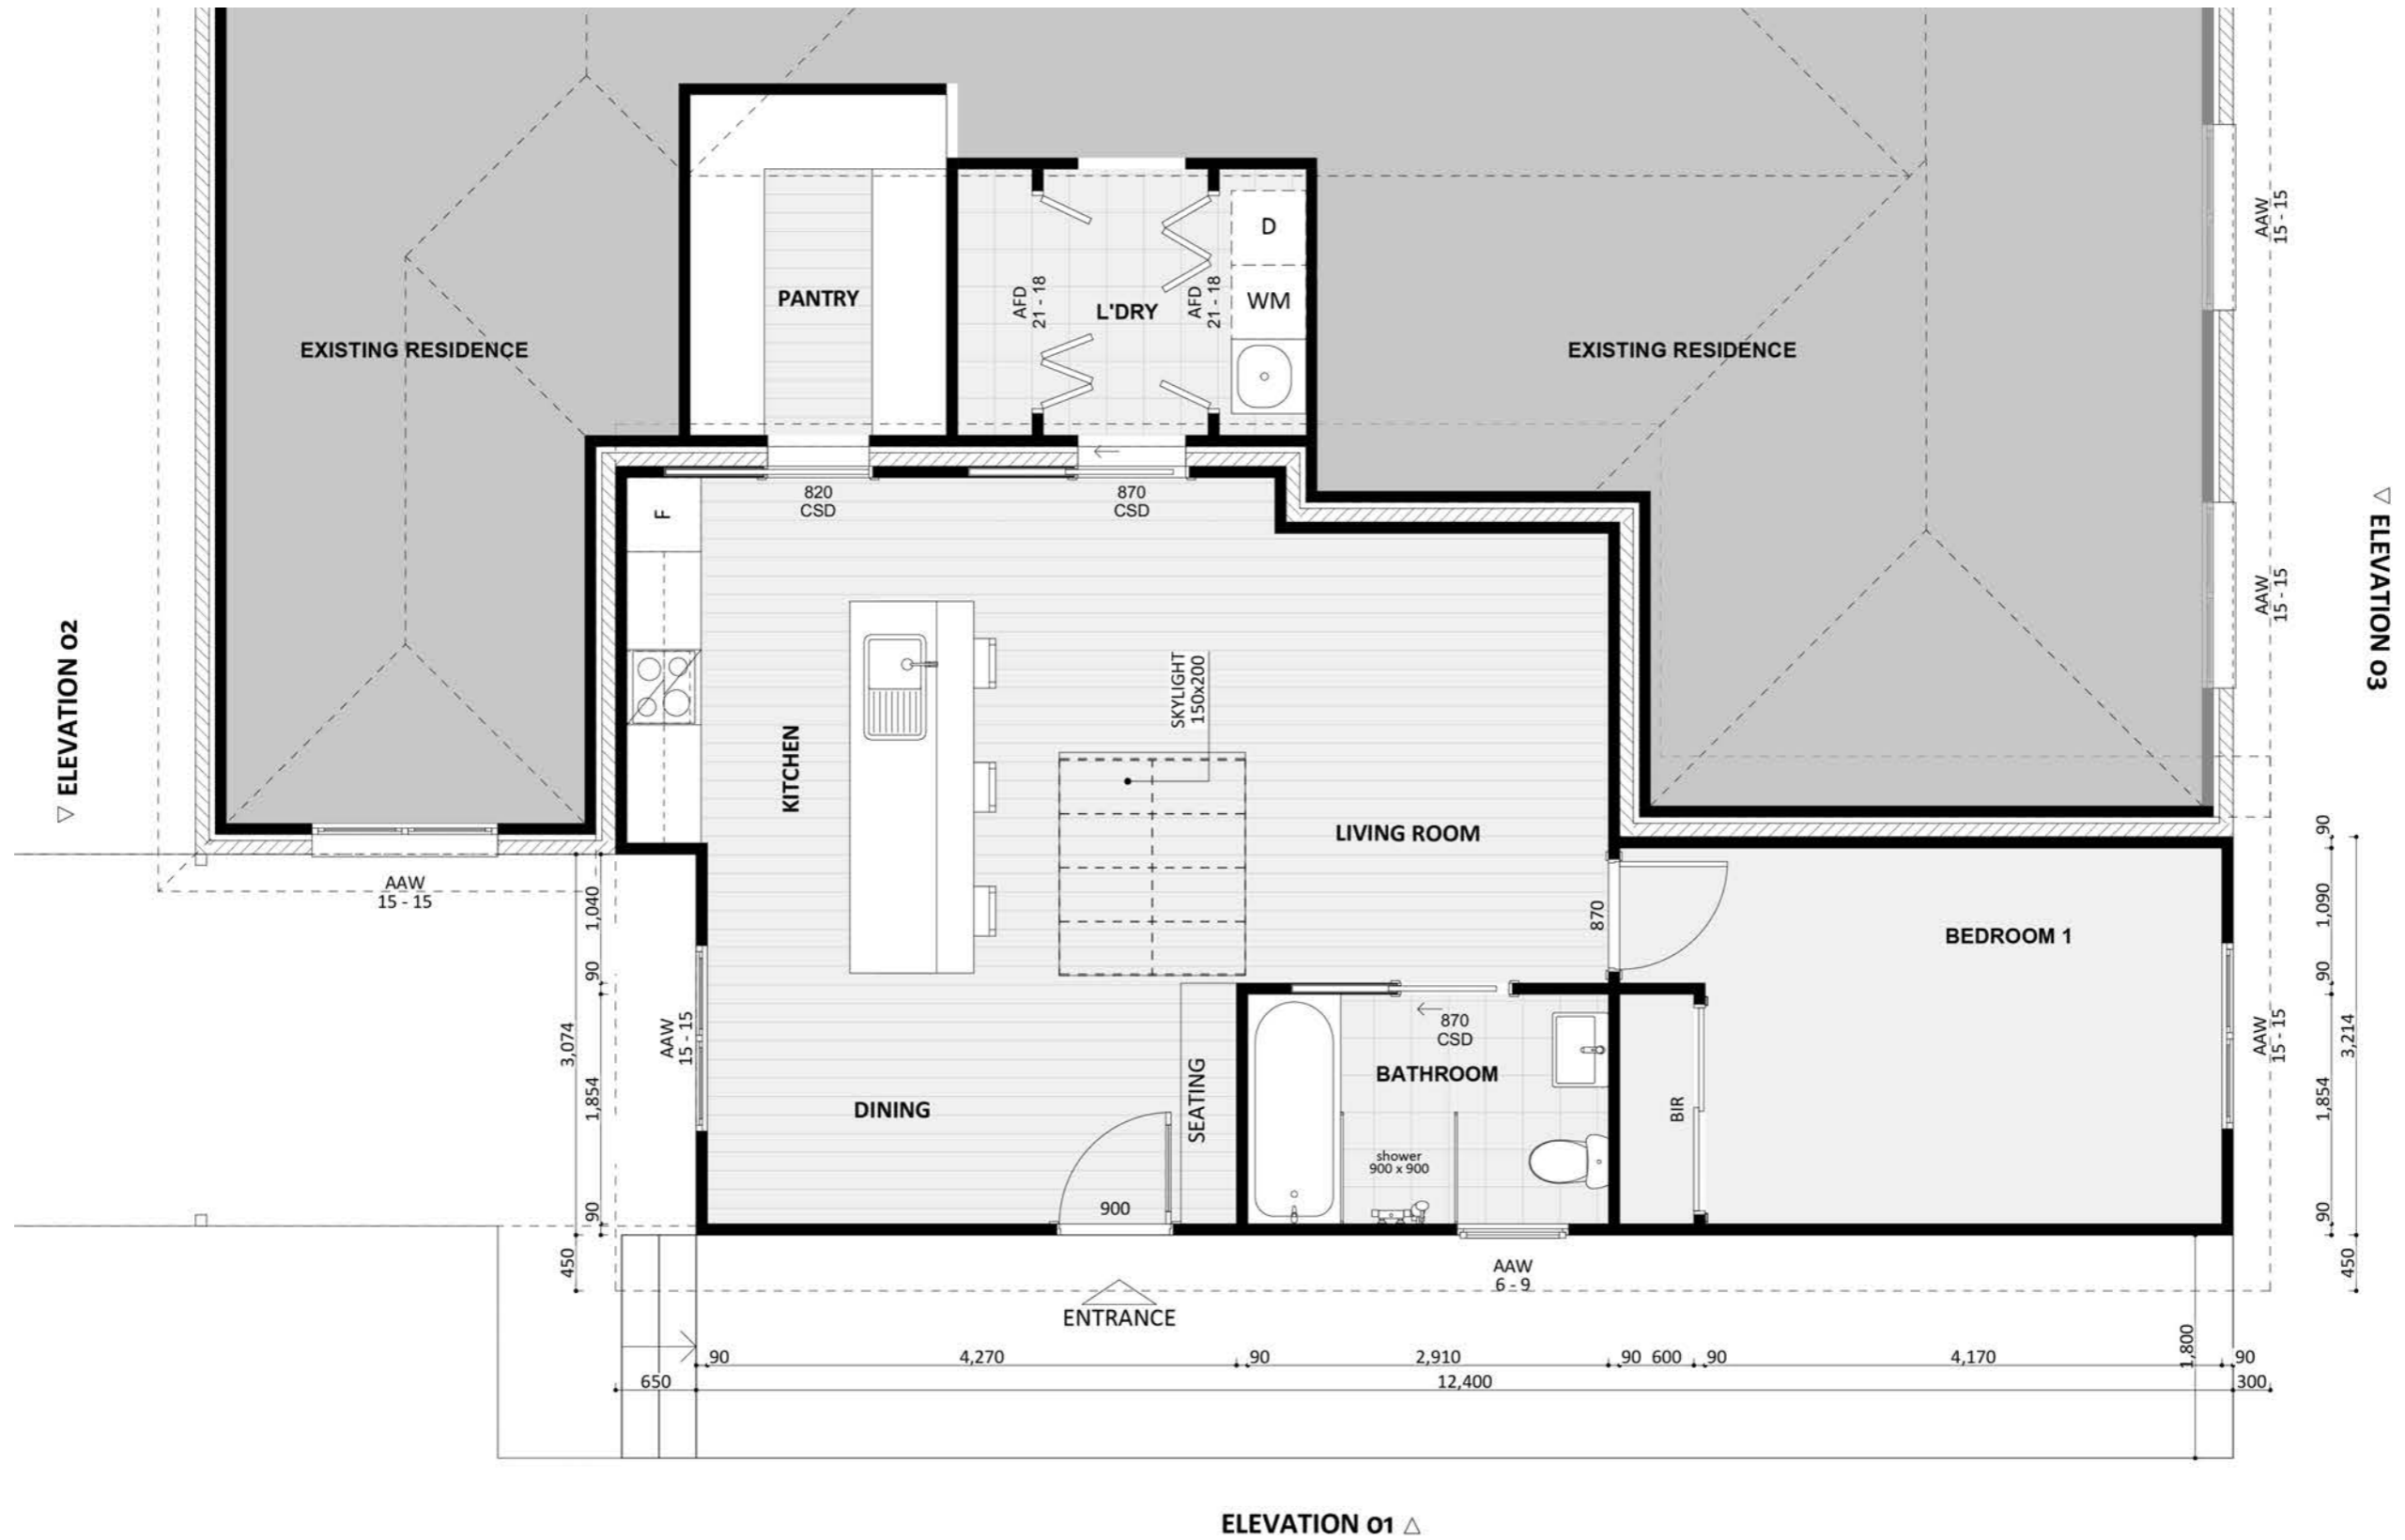 D
AAW
15 - 15
PANTRY
AFD
21 - 18
L'DRY
AFD
21 - 18
WM
EXISTING RESIDENCE
EXISTING RESIDENCE
820
CSD
870
CSD
F
AAW
15 - 15
▽ ELEVATION 02
▽ ELEVATION 03
SKYLIGHT
150x200
KITCHEN
LIVING ROOM
90
AAW
15 - 15
1,040
870
1,090
BEDROOM 1
90
90
3,074
AAW
15 - 15
870
CSD
AAW
15 - 15
3,214
BATHROOM
1,854
DINING
SEATING
BIR
1,854
shower
900 x 900
90
900
90
450
AAW
6 - 9
450
ENTRANCE
1,800
90
4,270
90
2,910
90
600
90
4,170
90
650
12,400
300
ELEVATION 01 △